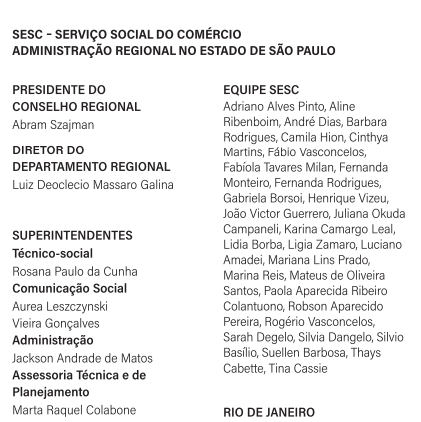 SESC – SERVIÇO SOCIAL DO COMÉRCIO
ADMINISTRAÇÃO REGIONAL NO ESTADO DE SÃO PAULO
PRESIDENTE DO
CONSELHO REGIONAL
Abram Szajman
DIRETOR DO
DEPARTAMENTO REGIONAL
Luiz Deoclecio Massaro Galina
SUPERINTENDENTES
Técnico-social
Rosana Paulo da Cunha
Comunicação Social
Aurea Leszczynski
Vieira Gonçalves
Administração
Jackson Andrade de Matos
Assessoria Técnica e de
Planejamento
Marta Raquel Colabone
EQUIPE SESC
Adriano Alves Pinto, Aline
Ribenboim, André Dias, Barbara
Rodrigues, Camila Hion, Cinthya
Martins, Fábio Vasconcelos,
Fabíola Tavares Milan, Fernanda
Monteiro, Fernanda Rodrigues,
Gabriela Borsoi, Henrique Vizeu,
João Victor Guerrero, Juliana Okuda
Campaneli, Karina Camargo Leal,
Lidia Borba, Ligia Zamaro, Luciano
Amadei, Mariana Lins Prado,
Marina Reis, Mateus de Oliveira
Santos, Paola Aparecida Ribeiro
Colantuono, Robson Aparecido
Pereira, Rogério Vasconcelos,
Sarah Degelo, Silvia Dangelo, Silvio
Basílio, Suellen Barbosa, Thays
Cabette, Tina Cassie
RIO DE JANEIRO